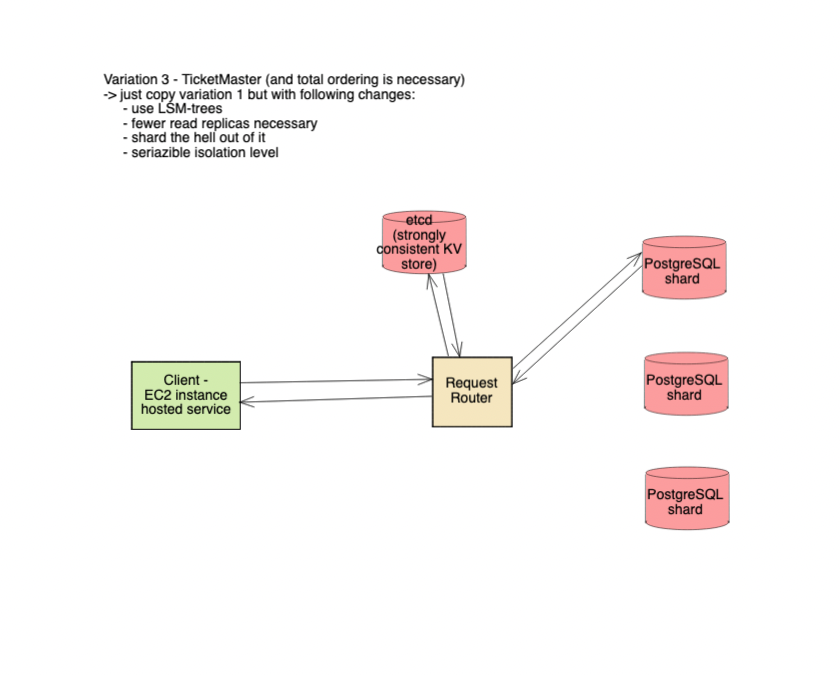 Variation 3 - TicketMaster (and total ordering is necessary)
-> just copy variation 1 but with following changes:
- use LSM-trees
- fewer read replicas necessary
- shard the hell out of it
- seriazible isolation level
etcd
(strongly
consistent KV
store)
PostgreSQL
shard
Client -
EC2 instance
hosted service
Request
Router
PostgreSQL
shard
PostgreSQL
shard